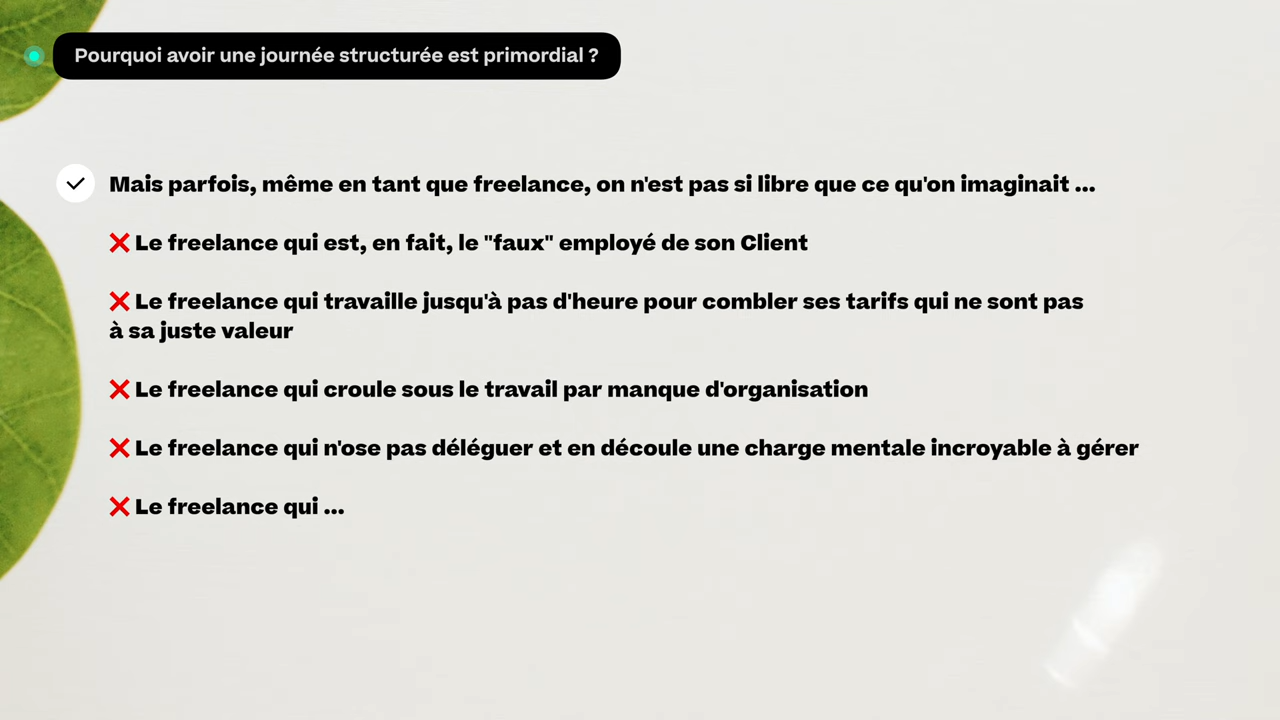 Pourquoi avoir une journée structurée est primordial ?
Mais parfois, même en tant que freelance, on n'est pas si libre que ce qu'on imaginait ...
❌ Le freelance qui est, en fait, le "faux" employé de son Client
❌ Le freelance qui travaille jusqu'à pas d'heure pour combler ses tarifs qui ne sont pas
à sa juste valeur
❌ Le freelance qui croule sous le travail par manque d'organisation
❌ Le freelance qui n'ose pas déléguer et en découle une charge mentale incroyable à gérer
❌ Le freelance qui ...